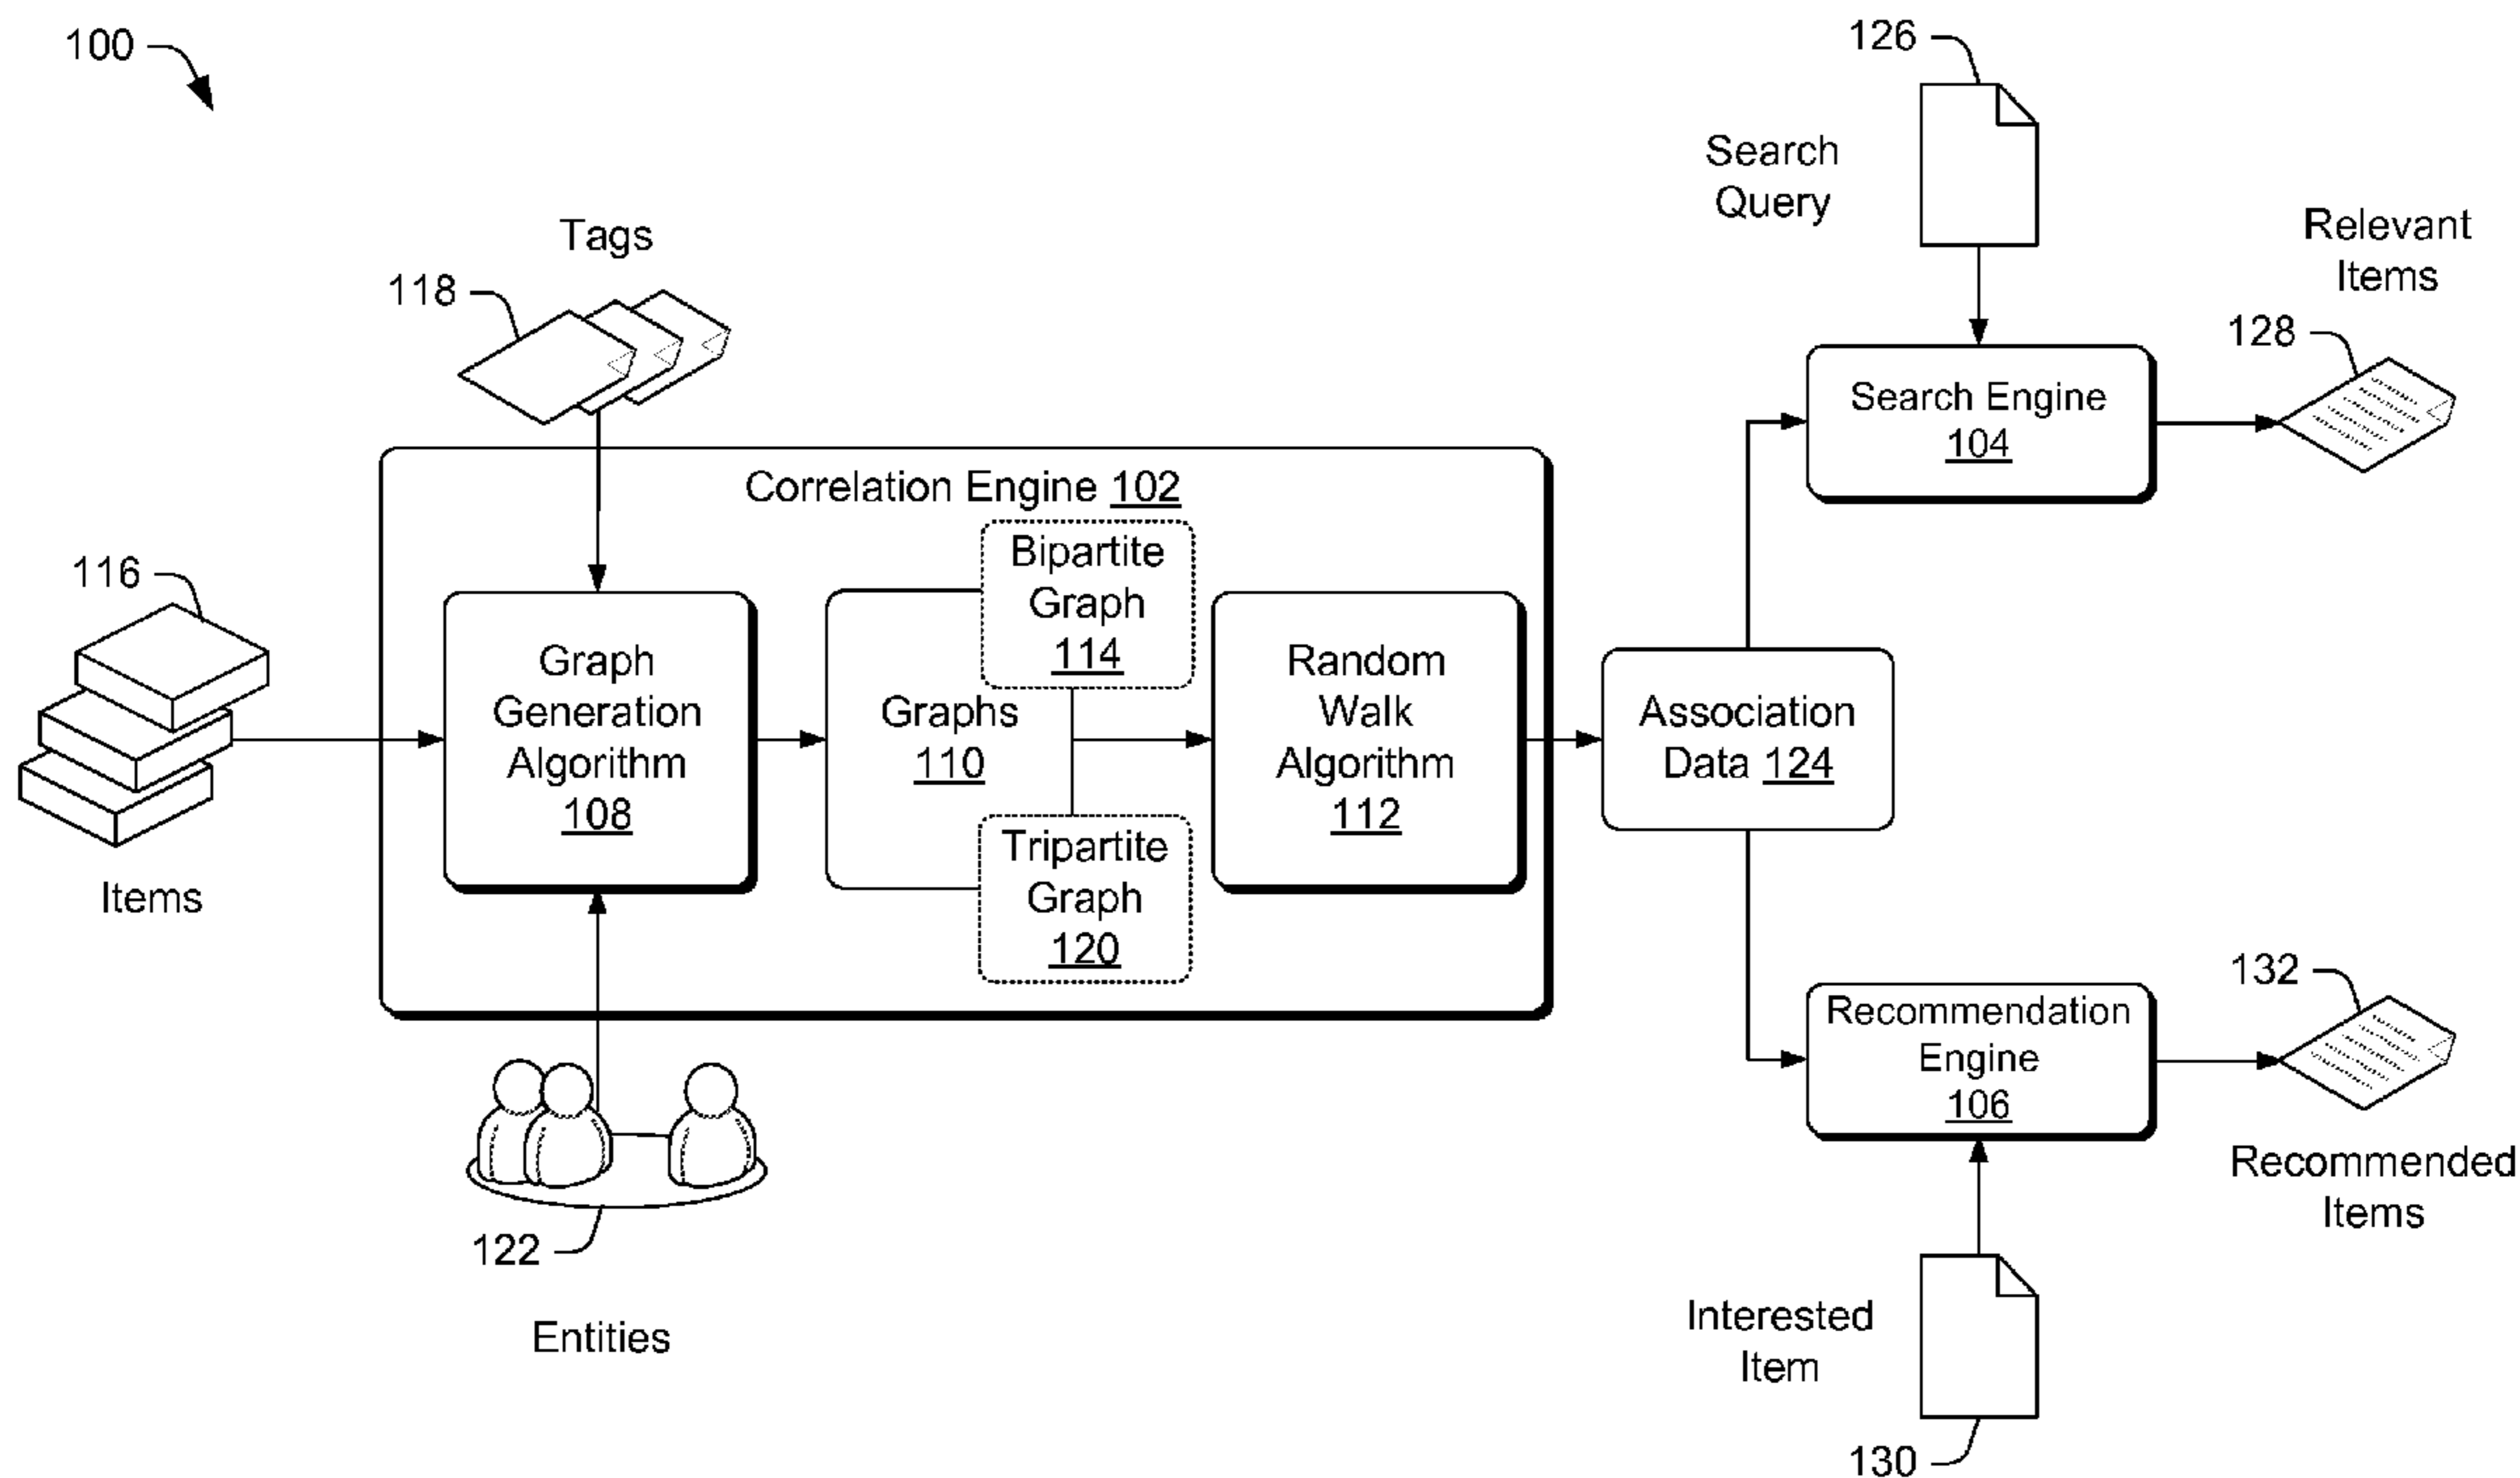 100
126
Search
Query
Relevant
Items
128
Search Engine
104
Tags
118
Correlation Engine 102
Bipartite
Graph
114
116
Items
Graph
Generation
Algorithm
108
Graphs
110
Tripartite
Graph
120
Random
Walk
Algorithm
112
Association
Data 124
122
Entities
Recommendation
Engine
106
132
Recommended
Items
Interested
Item
130